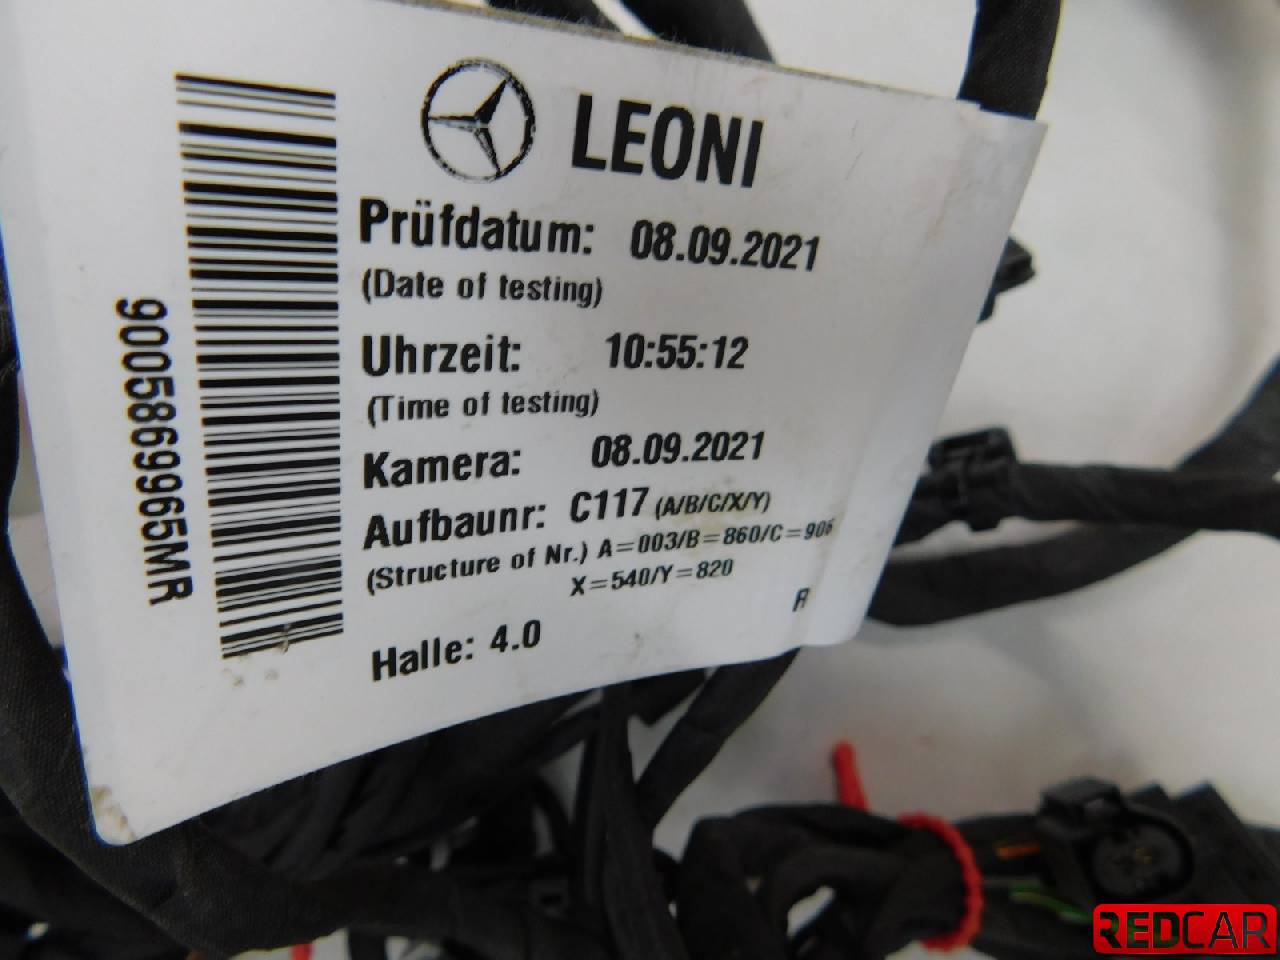 LEONI
Prüfdatum: 08.09.2021
(Date of testing)
Uhrzeit: 10:55:12
(Time of testing)
Kamera: 08.09.2021
Aufbaunr: C117 (A/B/C/X/Y)
(Structure of Nr.) A=003/B=860/C=906
X=540/Y=820
R
Halle: 4.0
9005869965MR
REDCAR